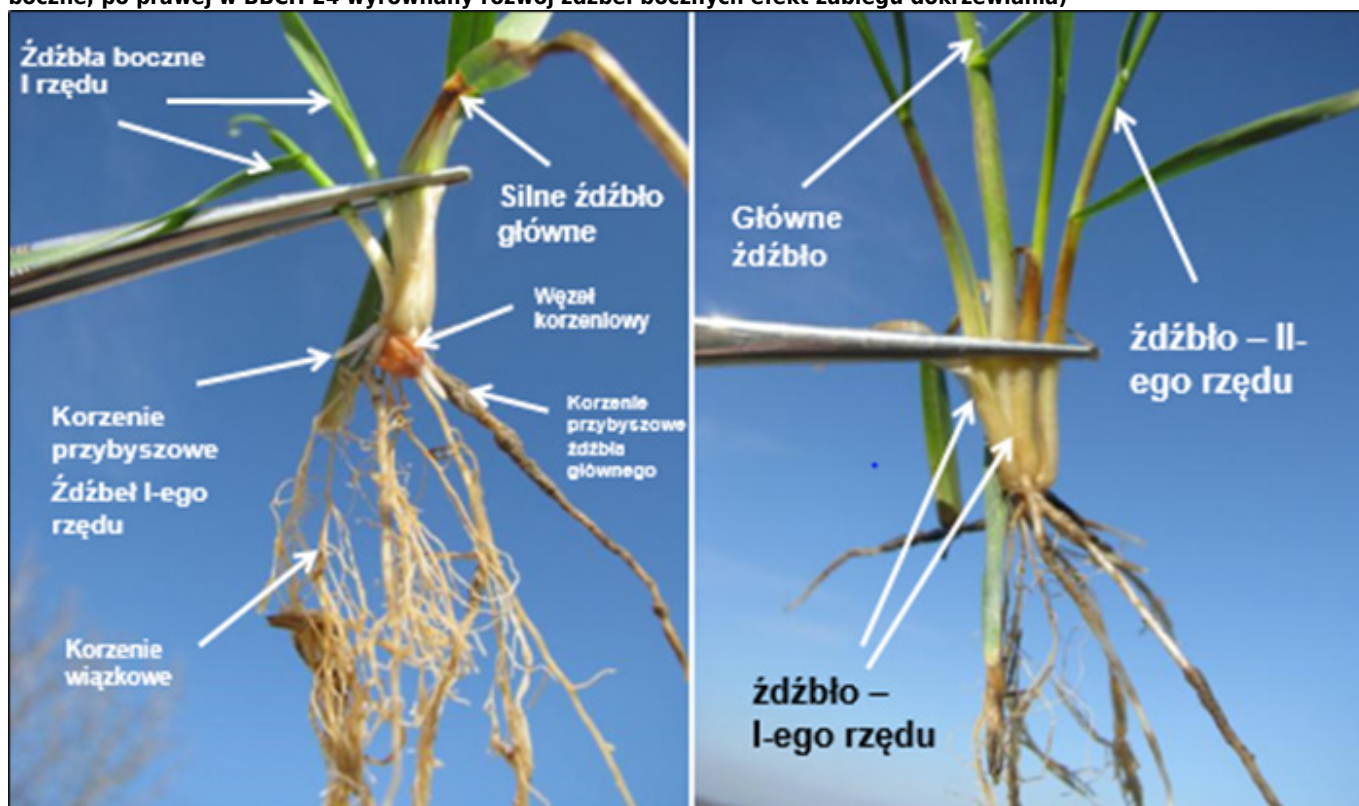 boczne, po prawej w BBCH 24 wyrównany rozwój źdźbeł bocznych efekt zabiegu dokrzewiania)
Źdźbła boczne
I rzędu
Silne źdźbło
główne
Węzeł
korzeniowy
Korzenie
przybyszowe
źdźbła
głównego
Korzenie
przybyszowe
Źdźbeł I-ego
rzędu
Korzenie
wiązkowe
Główne
źdźbło
źdźbło – II-
ego rzędu
źdźbło –
I-ego rzędu